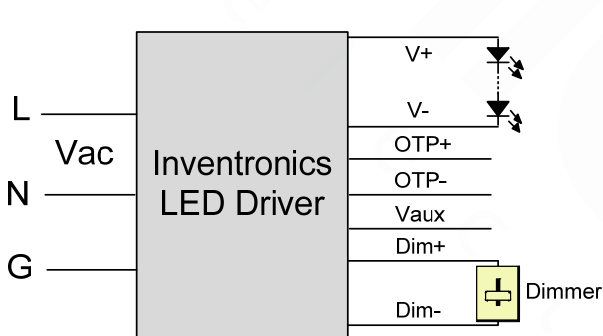 V+
V-
L
Vac
N
G
Inventronics
LED Driver
OTP+
OTP-
Vaux
Dim+
Dimmer
Dim-